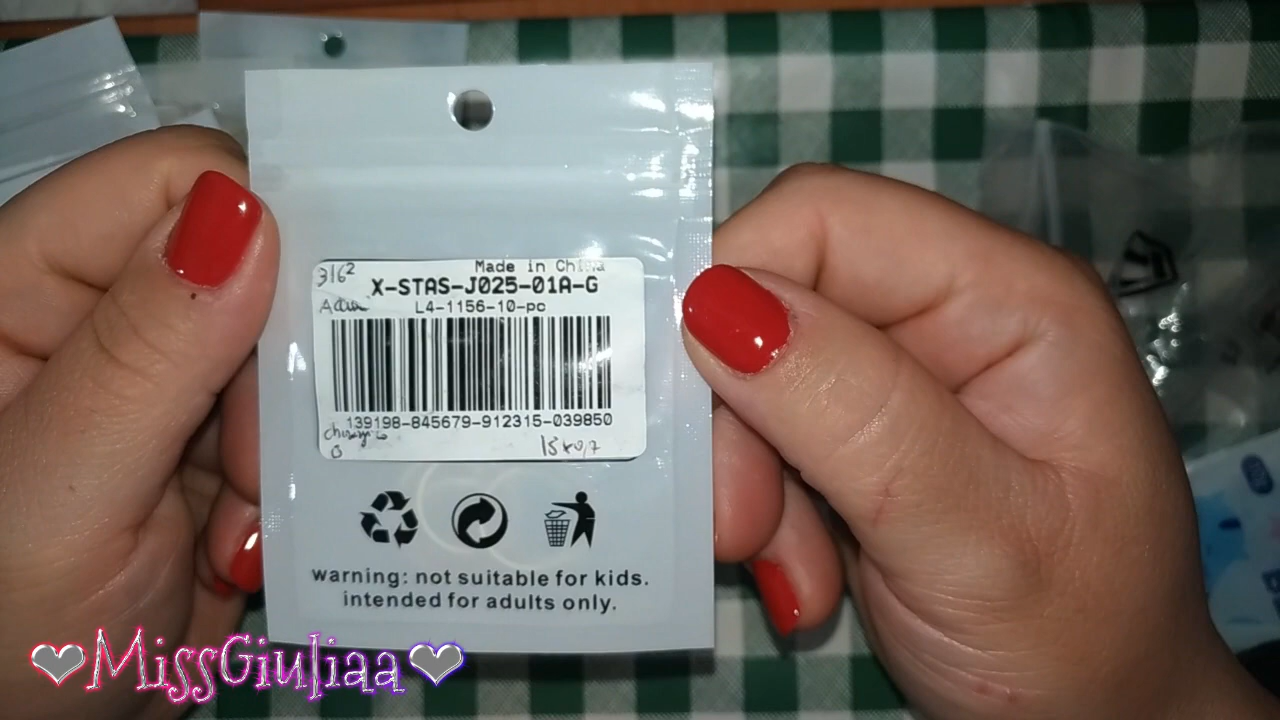 Made in China
316²
X-STAS-J025-01A-G
L4-1156-10-pc
139198-845679-912315-039850
warning: not suitable for kids.
intended for adults only.
❤MissGiuliaa❤